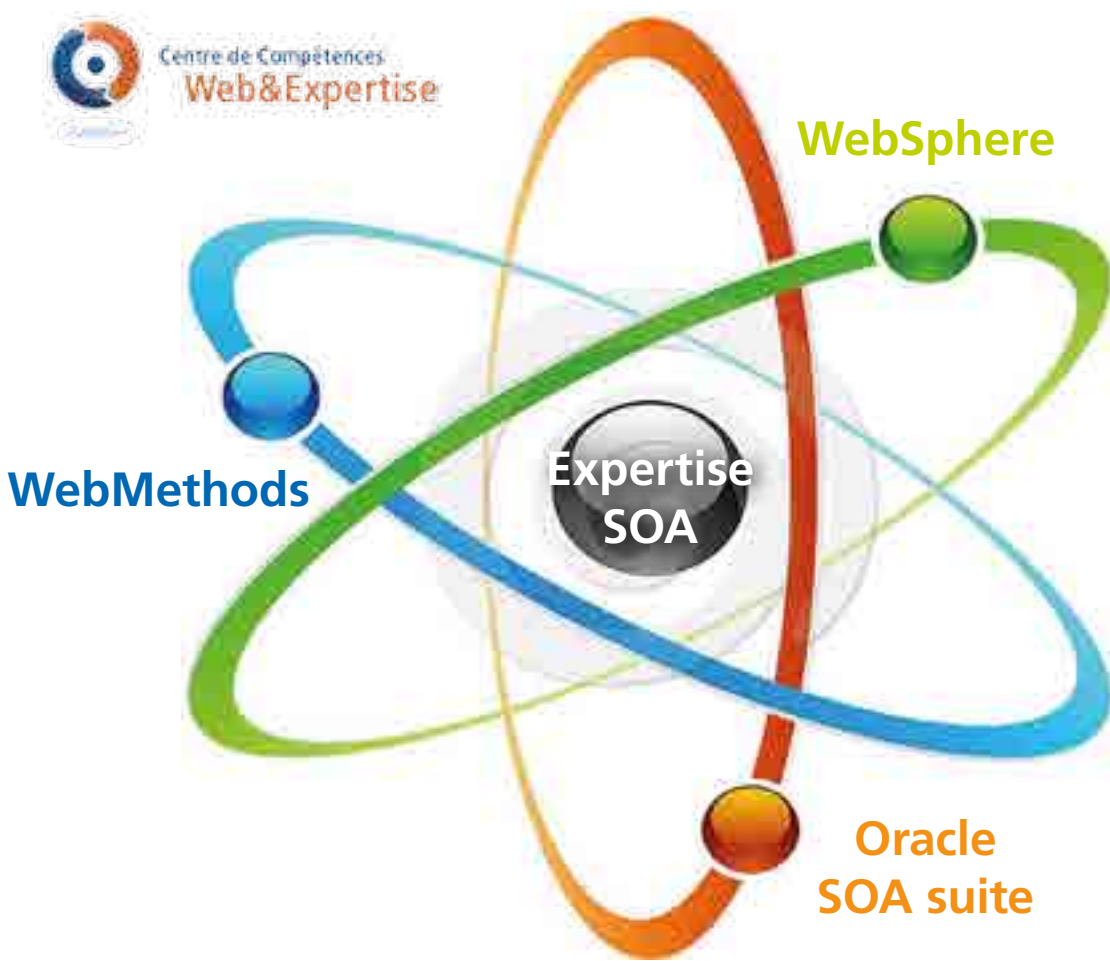 Centre de Compétences
Web&Expertise
WebSphere
WebMethods
Expertise
SOA
Oracle
SOA suite